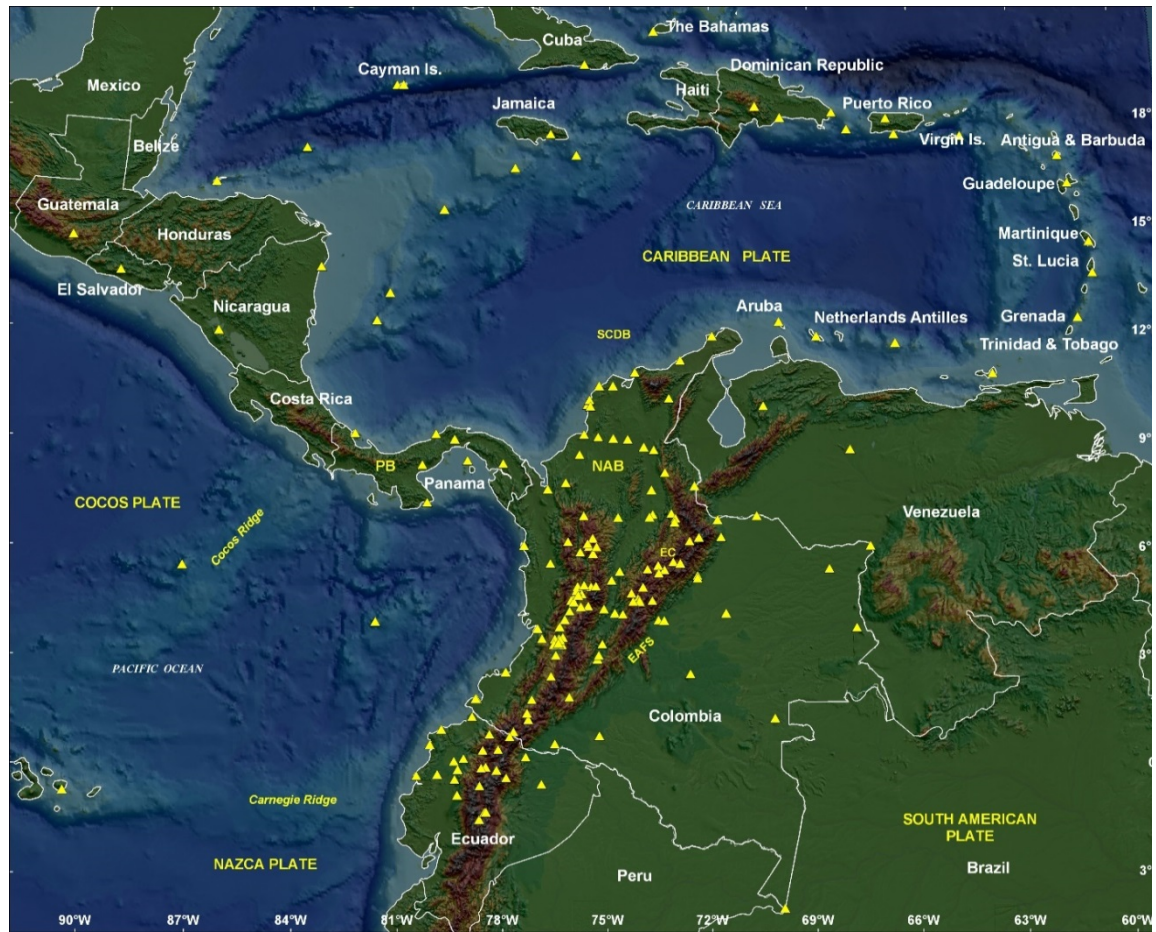 The Bahamas
Cuba
Cayman Is.
Dominican Republic
Mexico
Haiti
Jamaica
Puerto Rico
18°
Belize
Virgin Is.
Antigua & Barbuda
Guadeloupe
Guatemala
CARIBBEAN SEA
15°
Honduras
Martinique
CARIBBEAN PLATE
St. Lucia
El Salvador
Nicaragua
Aruba
Grenada
Netherlands Antilles
12°
SCDB
Trinidad & Tobago
Costa Rica
9°
PB
NAB
Panama
COCOS PLATE
Venezuela
Cocos Ridge
EC
6°
EAFS
3°
PACIFIC OCEAN
Colombia
0
Carnegie Ridge
SOUTH AMERICAN
PLATE
Ecuador
NAZCA PLATE
Brazil
Peru
3°
90°W
87°W
84°W
81°W
78°W
75°W
72°W
69°W
66°W
63°W
60°W